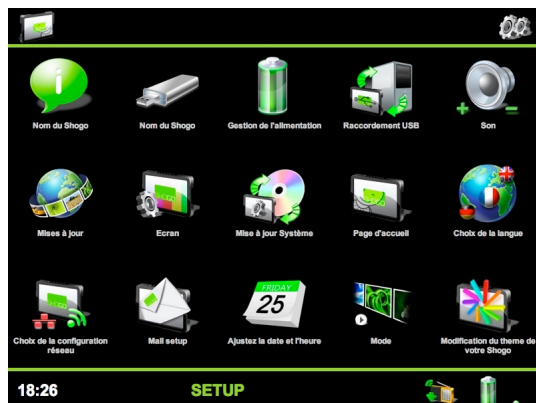 Nom du Shogo
Nom du Shogo
Gestion de l'alimentation
Raccordement USB
Son
Mises à jour
Ecran
Mise à jour Système
Page d'accueil
Choix de la langue
FRIDAY
25
Choix de la configuration
réseau
Mail setup
Ajustez la date et l'heure
Mode
Modification du theme de
votre Shogo
18:26
SETUP